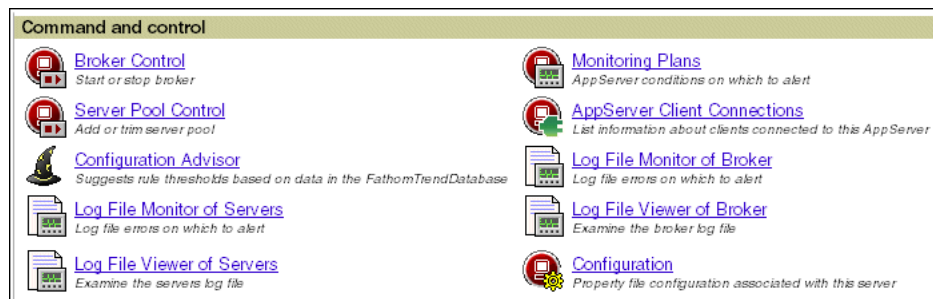 Command and control
Broker Control
Start or stop broker
Monitoring Plans
AppServer conditions on which to alert
Server Pool Control
Add or trim server pool
AppServer Client Connections
List information about clients connected to this AppServer
Configuration Advisor
Suggests rule thresholds based on data in the FathomTrendDatabase
Log File Monitor of Broker
Log file errors on which to alert
Log File Monitor of Servers
Log file errors on which to alert
Log File Viewer of Broker
Examine the broker log file
Log File Viewer of Servers
Examine the servers log file
Configuration
Property file configuration associated with this server